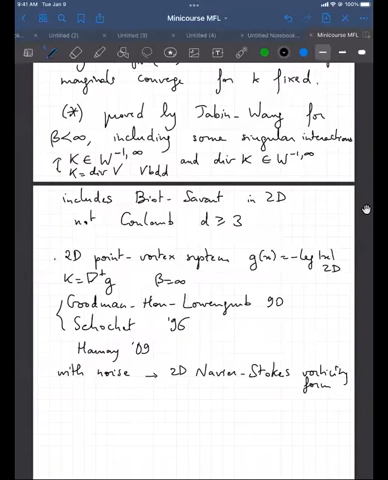 9:41 AM Tue Jan 9
100%
Minicourse MFL
Untitled (2)
Untitled (3)
Untitled (4)
Untitled Notebook...
Minicourse MFL
marginals converge for k fixed.
(*) proved by Jabin-Wang for
β<∞, including some singular interactions
↑ K ∈ W^{-1,∞} and div K ∈ W^{-1,∞}
K = div V V bdd
includes Biot-Savart in 2D
not Coulomb d ≥ 3
. 2D point-vortex system g(x) = -log|x|
2D
K = ∇^⊥ g β=∞
Goodman-Hou-Lowengrub 90
Schochet '96
Hauray '09
with noise → 2D Navier-Stokes vorticity
form